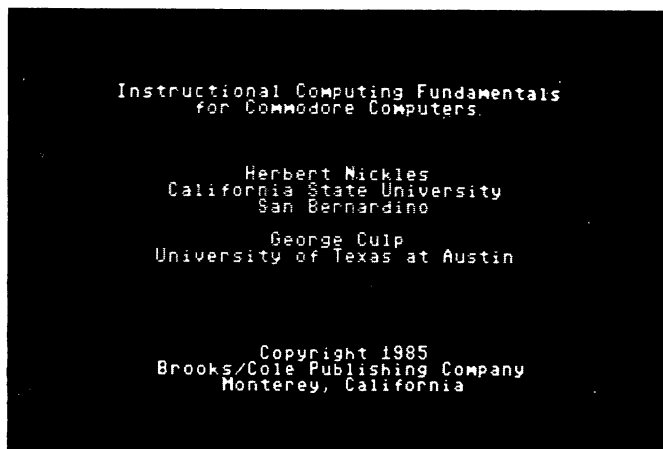 Instructional Computing Fundamentals
for Commodore Computers
Herbert Nickles
California State University
San Bernardino
George Culp
University of Texas at Austin
Copyright 1985
Brooks/Cole Publishing Company
Monterey, California